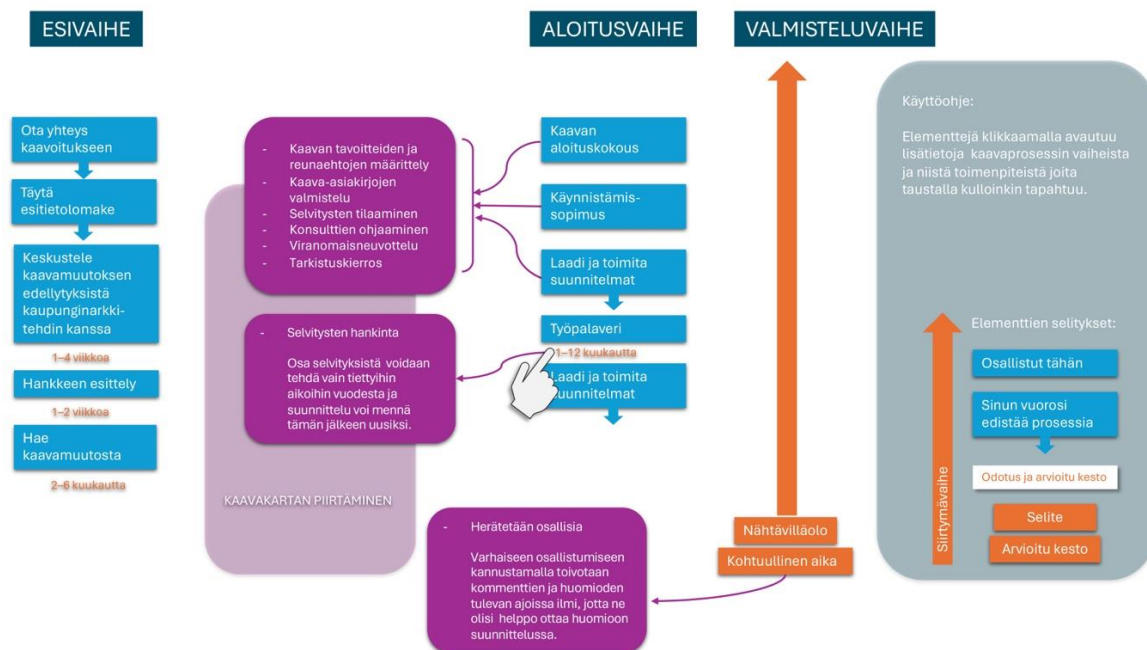 ESIVAIHE
ALOITUSVAIHE
VALMISTELUVAIHE
Ota yhteys
kaavoitukseen
Täytä
esitietolomake
Keskustele
kaavamuutoksen
edellytyksistä
kaupunginarkki-
tehdin kanssa
1–4 viikkoa
Hankkeen esittely
1–2 viikkoa
Hae
kaavamuutosta
2–6 kuukautta
- Kaavan tavoitteiden ja
reunaehtojen määrittely
- Kaava-asiakirjojen
valmistelu
- Selvitysten tilaaminen
- Konsulttien ohjaaminen
- Viranomaisneuvottelu
- Tarkistuskierros
- Selvitysten hankinta
Osa selvityksistä voidaan
tehdä vain tiettyihin
aikoihin vuodesta ja
suunnittelu voi mennä
tämän jälkeen uusiksi.
KAAVAKARTAN PIIRTÄMINEN
Kaavan
aloituskokous
Käynnistämis-
sopimus
Laadi ja toimita
suunnitelmat
Työpalaveri
1–12 kuukautta
Laadi ja toimita
suunnitelmat
- Herätetään osallisia
Varhaiseen osallistumiseen
kannustamalla toivotaan
kommenttien ja huomioiden
tulevan ajoissa ilmi, jotta ne
olisi helppo ottaa huomioon
suunnittelussa.
Nähtävilläolo
Kohtuullinen aika
Käyttöohje:
Elementtejä klikkaamalla avautuu
lisätietoja kaavaprosessin vaiheista
ja niistä toimenpiteistä joita
taustalla kulloinkin tapahtuu.
Elementtien selitykset:
Siirtymävaihe
Osallistut tähän
Sinun vuorosi
edistää prosessia
Odotus ja arvioitu kesto
Selite
Arvioitu kesto